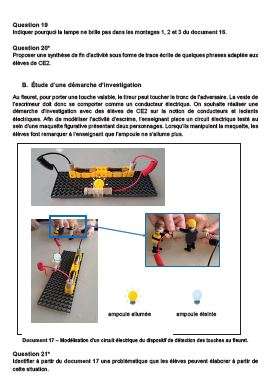 Question 19
Indiquer pourquoi la lampe ne brille pas dans les montages 1, 2 et 3 du document 16.
Question 20*
Proposer une synthèse de fin d'activité sous forme de trace écrite de quelques phrases adaptée aux
élèves de CE2.
B. Étude d'une démarche d'investigation
Au fleuret, pour porter une touche valable, le tireur peut toucher le tronc de l'adversaire. La veste de
l'escrimeur doit donc se comporter comme un conducteur électrique. On souhaite réaliser une
démarche d'investigation avec des élèves de CE2 sur la notion de conducteurs et isolants
électriques. Afin de modéliser l'activité d'escrime, l'enseignant place un circuit électrique testé au
sein d'une maquette figurative présentant deux personnages. Lorsqu'ils manipulent la maquette, les
élèves font remarquer à l'enseignant que l'ampoule ne s'allume plus.
ampoule allumée
ampoule éteinte
Document 17 – Modélisation d'un circuit électrique du dispositif de détection des touches au fleuret.
Question 21*
Identifier à partir du document 17 une problématique que les élèves peuvent élaborer à partir de
cette situation.